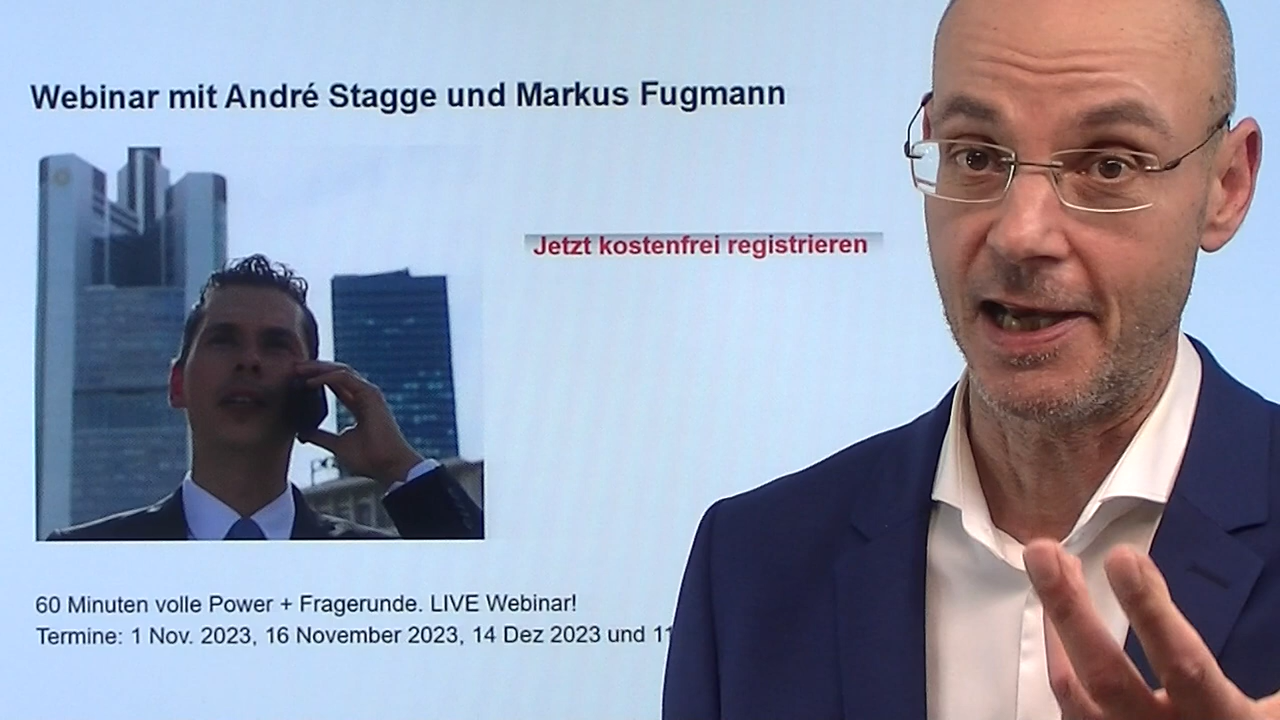 Webinar mit André Stagge und Markus Fugmann
Jetzt kostenfrei registrieren
60 Minuten volle Power + Fragerunde. LIVE Webinar!
Termine: 1 Nov. 2023, 16 November 2023, 14 Dez 2023 und 11